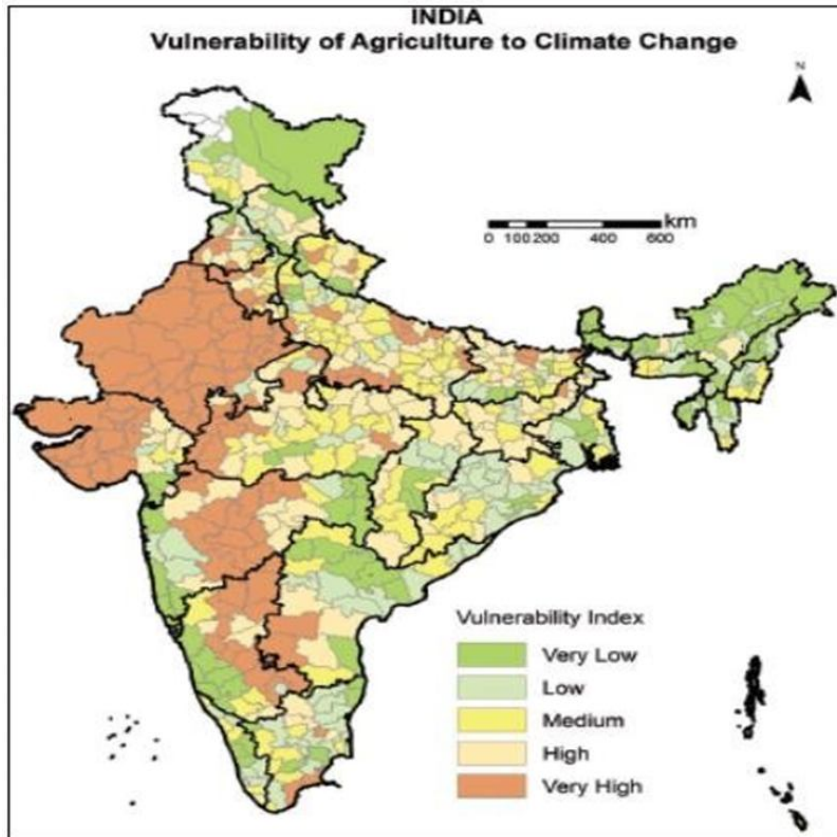 INDIA
Vulnerability of Agriculture to Climate Change
N
km
0 100 200 400 600
Vulnerability Index
Very Low
Low
Medium
High
Very High